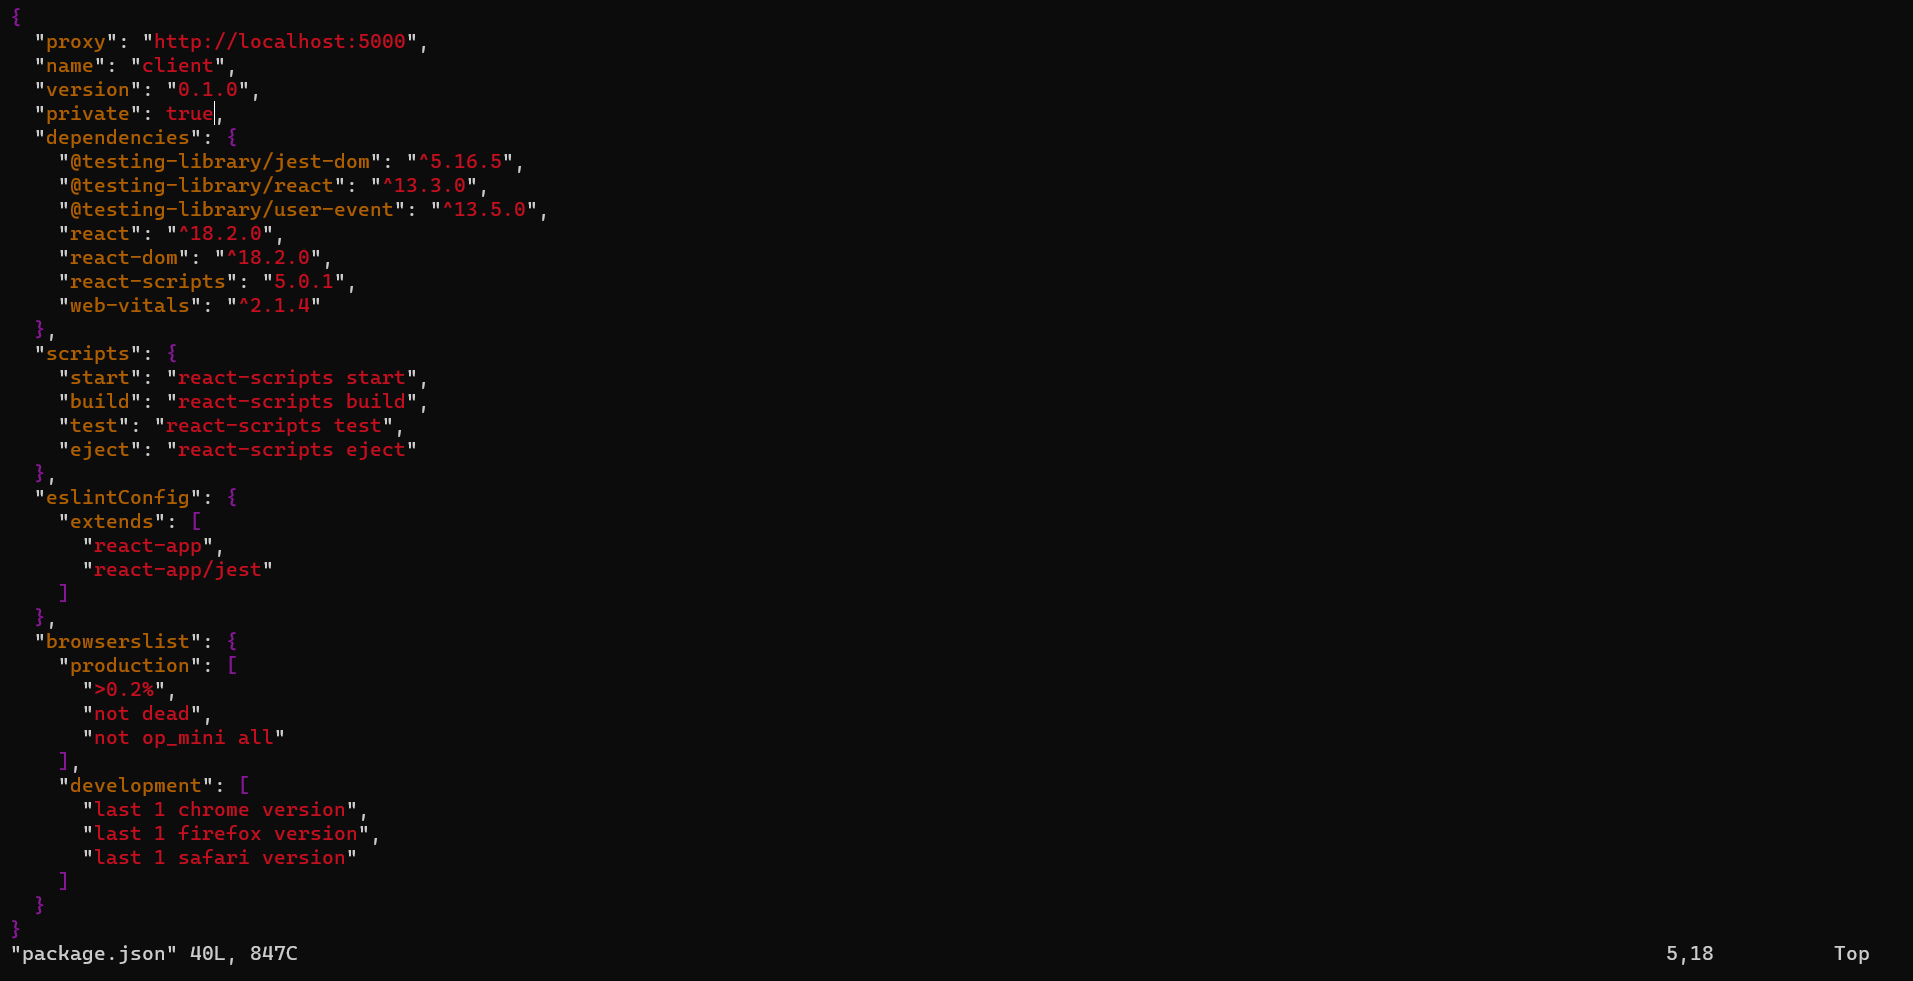 {
  "proxy": "http://localhost:5000",
  "name": "client",
  "version": "0.1.0",
  "private": true,
  "dependencies": {
    "@testing-library/jest-dom": "^5.16.5",
    "@testing-library/react": "^13.3.0",
    "@testing-library/user-event": "^13.5.0",
    "react": "^18.2.0",
    "react-dom": "^18.2.0",
    "react-scripts": "5.0.1",
    "web-vitals": "^2.1.4"
  },
  "scripts": {
    "start": "react-scripts start",
    "build": "react-scripts build",
    "test": "react-scripts test",
    "eject": "react-scripts eject"
  },
  "eslintConfig": {
    "extends": [
      "react-app",
      "react-app/jest"
    ]
  },
  "browserslist": {
    "production": [
      ">0.2%",
      "not dead",
      "not op_mini all"
    ],
    "development": [
      "last 1 chrome version",
      "last 1 firefox version",
      "last 1 safari version"
    ]
  }
}
"package.json" 40L, 847C 5,18 Top